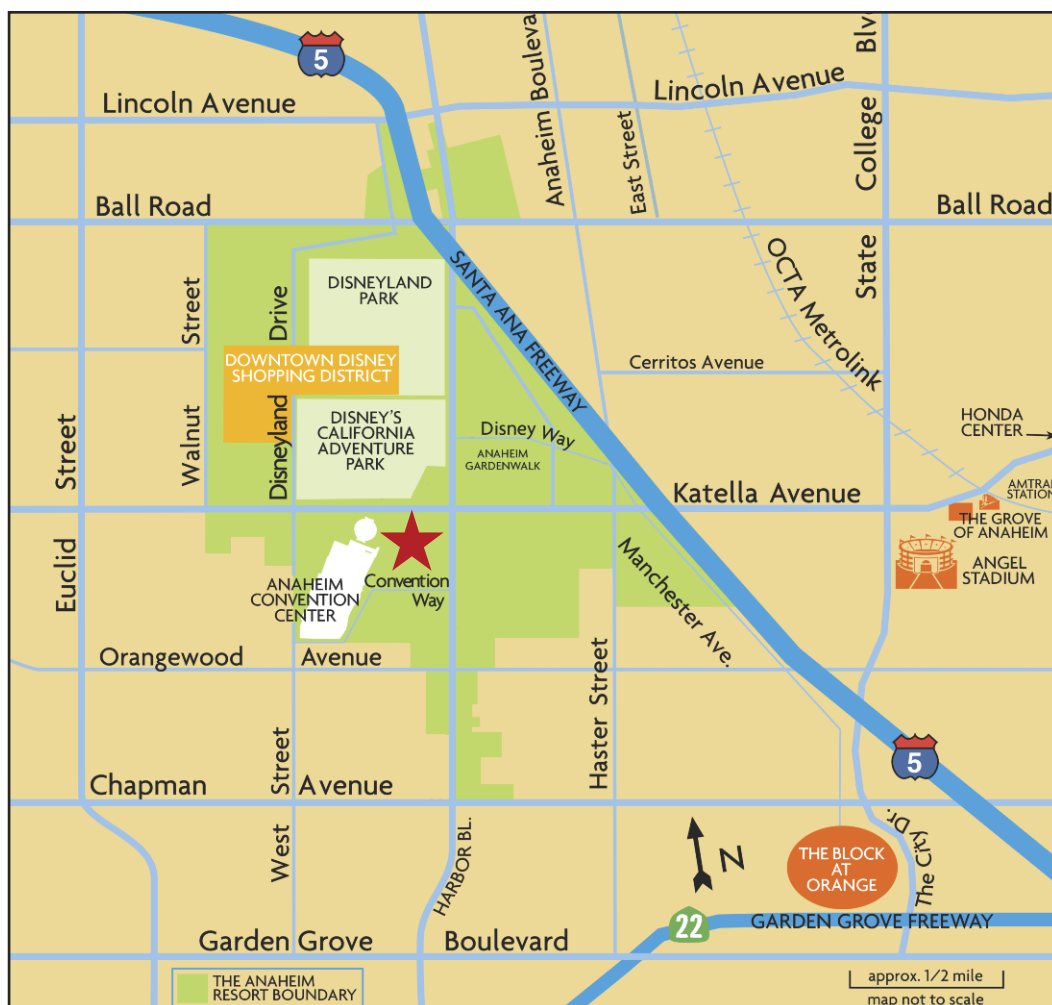 5
Lincoln Avenue
Anaheim Bouleva
East Street
Lincoln Avenue
State College Blv
Ball Road
Ball Road
SANTA ANA FREEWAY
OCTA Metrolink
DISNEYLAND
PARK
Walnut Street
Disneyland Drive
DOWNTOWN DISNEY
SHOPPING DISTRICT
Cerritos Avenue
DISNEY'S
CALIFORNIA
ADVENTURE
PARK
Disney Way
ANAHEIM
GARDENWALK
HONDA
CENTER
Euclid Street
Katella Avenue
AMTRAK
STATION
THE GROVE
OF ANAHEIM
ANGEL
STADIUM
ANAHEIM
CONVENTION
CENTER
Convention
Way
Manchester Ave.
Orangewood Avenue
Haster Street
5
West Street
Chapman Avenue
HARBOR BL.
N
The City Dr.
THE BLOCK
AT
ORANGE
22
GARDEN GROVE FREEWAY
Garden Grove Boulevard
THE ANAHEIM
RESORT BOUNDARY
approx. 1/2 mile
map not to scale